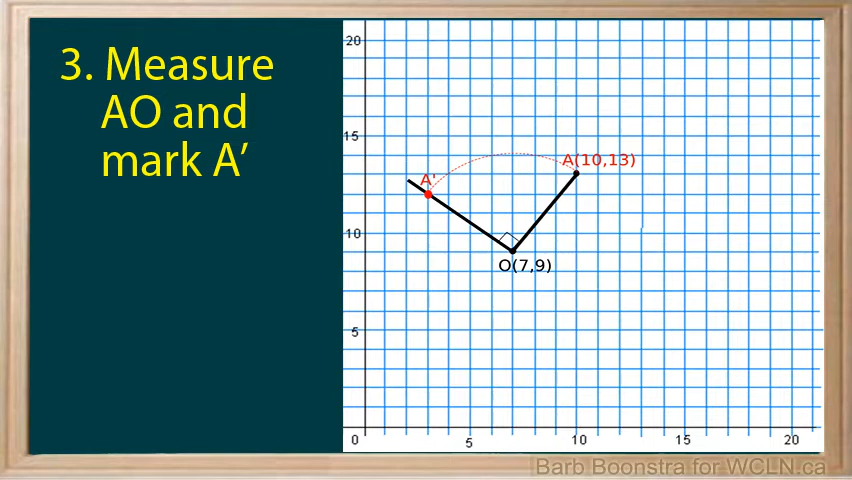 3. Measure
AO and
mark A'
20
15
A(10,13)
A'
10
O(7,9)
5
0
5
10
15
20
Barb Boonstra for WCLN.ca